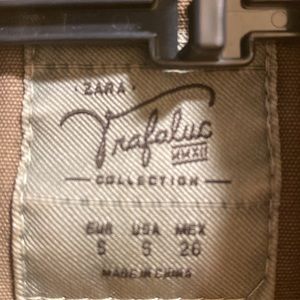 ZARA
Trafaluc
MMXII
COLLECTION
EUR USA MEX
S S 26
MADE IN CHINA